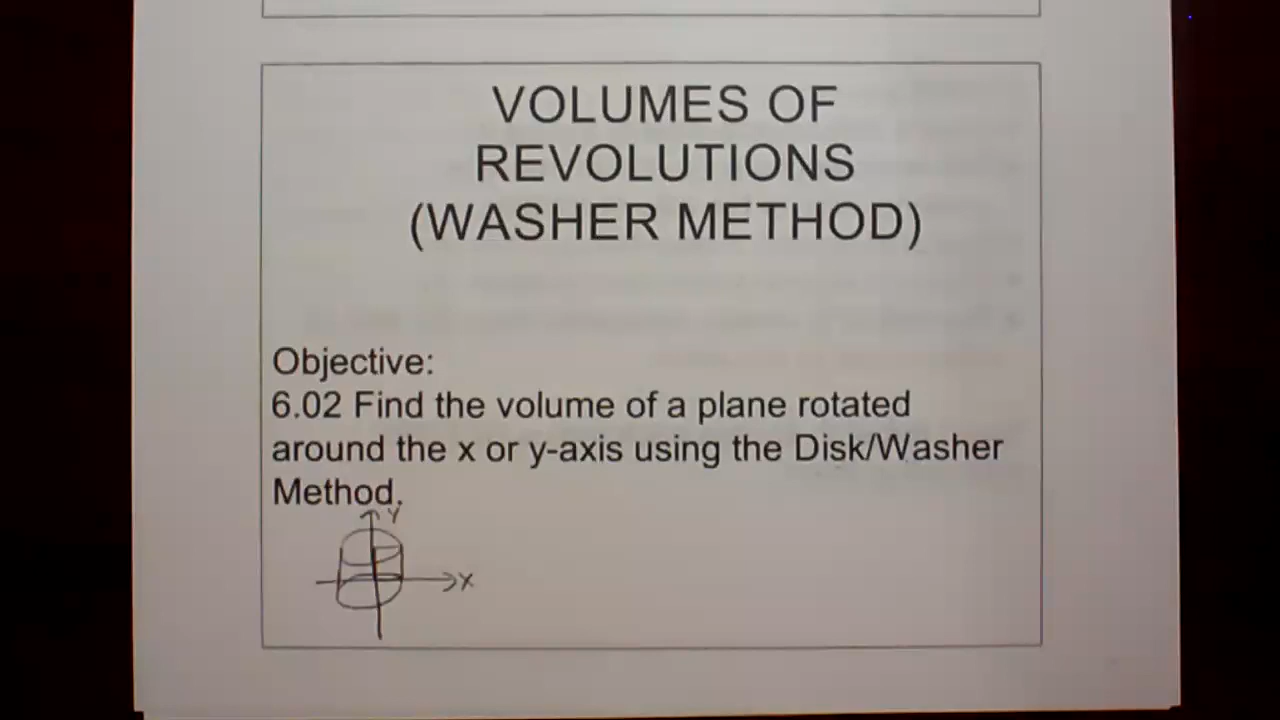 VOLUMES OF
REVOLUTIONS
(WASHER METHOD)
Objective:
6.02 Find the volume of a plane rotated
around the x or y-axis using the Disk/Washer
Method.
Y
X